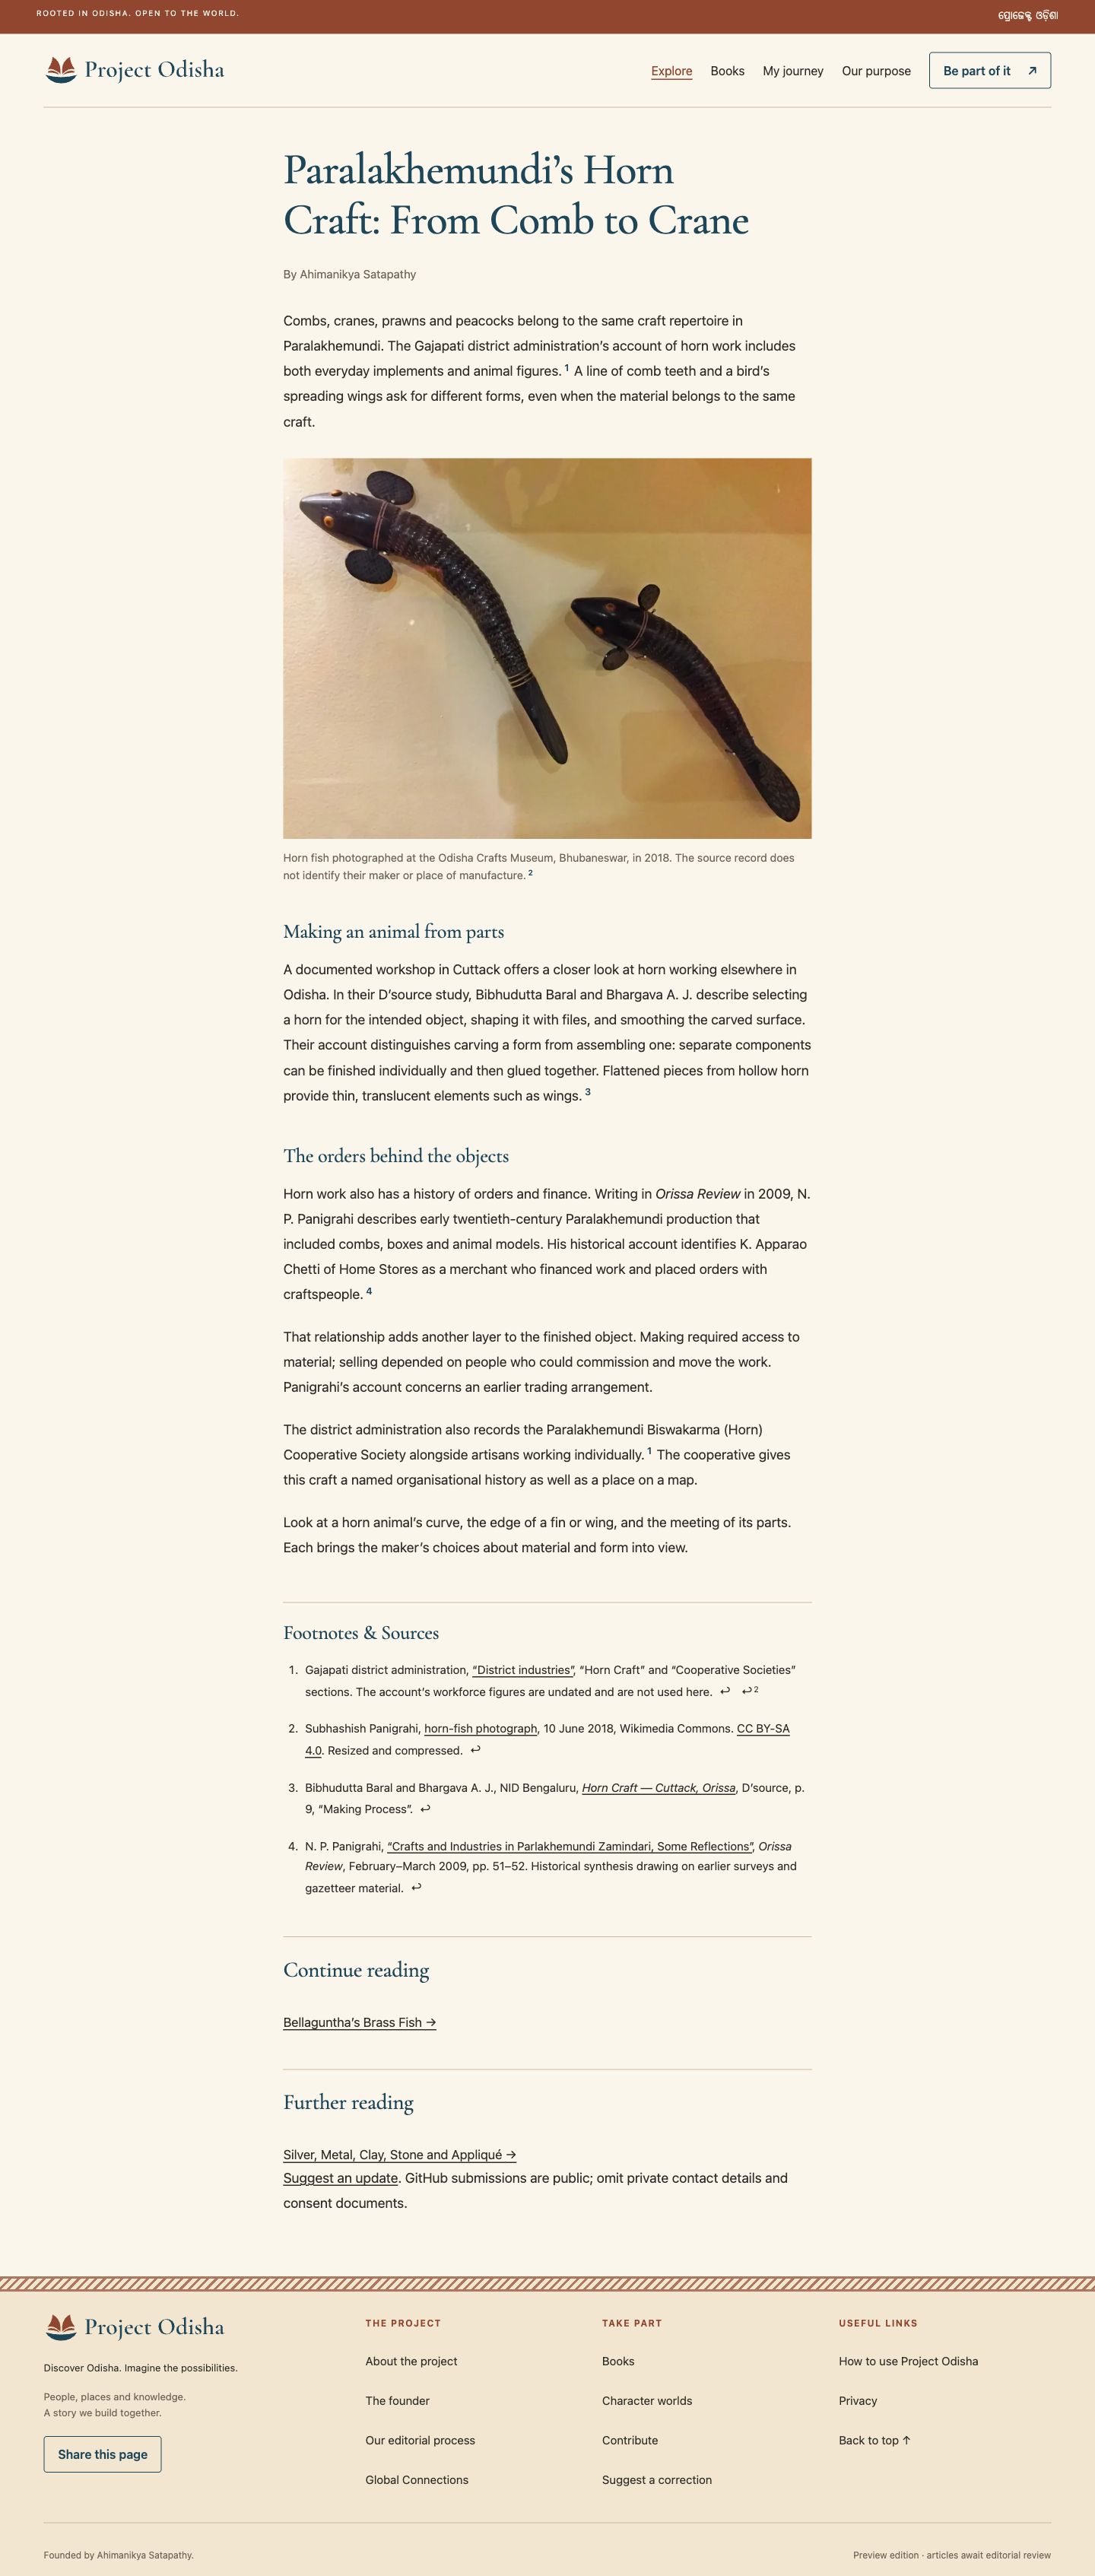 ROOTED IN ODISHA. OPEN TO THE WORLD.
ପ୍ରୋଜେକ୍ଟ ଓଡ଼ିଶା
Project Odisha
Explore
Books
My journey
Our purpose
Be part of it ↗
Paralakhemundi’s Horn
Craft: From Comb to Crane
By Ahimanikya Satapathy
Combs, cranes, prawns and peacocks belong to the same craft repertoire in
Paralakhemundi. The Gajapati district administration’s account of horn work includes
both everyday implements and animal figures. 1 A line of comb teeth and a bird’s
spreading wings ask for different forms, even when the material belongs to the same
craft.
Horn fish photographed at the Odisha Crafts Museum, Bhubaneswar, in 2018. The source record does
not identify their maker or place of manufacture. 2
Making an animal from parts
A documented workshop in Cuttack offers a closer look at horn working elsewhere in
Odisha. In their D’source study, Bibhudutta Baral and Bhargava A. J. describe selecting
a horn for the intended object, shaping it with files, and smoothing the carved surface.
Their account distinguishes carving a form from assembling one: separate components
can be finished individually and then glued together. Flattened pieces from hollow horn
provide thin, translucent elements such as wings. 3
The orders behind the objects
Horn work also has a history of orders and finance. Writing in Orissa Review in 2009, N.
P. Panigrahi describes early twentieth-century Paralakhemundi production that
included combs, boxes and animal models. His historical account identifies K. Apparao
Chetti of Home Stores as a merchant who financed work and placed orders with
craftspeople. 4
That relationship adds another layer to the finished object. Making required access to
material; selling depended on people who could commission and move the work.
Panigrahi’s account concerns an earlier trading arrangement.
The district administration also records the Paralakhemundi Biswakarma (Horn)
Cooperative Society alongside artisans working individually. 1 The cooperative gives
this craft a named organisational history as well as a place on a map.
Look at a horn animal’s curve, the edge of a fin or wing, and the meeting of its parts.
Each brings the maker’s choices about material and form into view.
Footnotes & Sources
1. Gajapati district administration, “District industries”, “Horn Craft” and “Cooperative Societies”
sections. The account’s workforce figures are undated and are not used here. ↩ ↩2
2. Subhashish Panigrahi, horn-fish photograph, 10 June 2018, Wikimedia Commons. CC BY-SA
4.0. Resized and compressed. ↩
3. Bibhudutta Baral and Bhargava A. J., NID Bengaluru, Horn Craft — Cuttack, Orissa, D’source, p.
9, “Making Process”. ↩
4. N. P. Panigrahi, “Crafts and Industries in Parlakhemundi Zamindari, Some Reflections”, Orissa
Review, February–March 2009, pp. 51–52. Historical synthesis drawing on earlier surveys and
gazetteer material. ↩
Continue reading
Bellaguntha’s Brass Fish →
Further reading
Silver, Metal, Clay, Stone and Appliqué →
Suggest an update. GitHub submissions are public; omit private contact details and
consent documents.
Project Odisha
Discover Odisha. Imagine the possibilities.
People, places and knowledge.
A story we build together.
Share this page
THE PROJECT
About the project
The founder
Our editorial process
Global Connections
TAKE PART
Books
Character worlds
Contribute
Suggest a correction
USEFUL LINKS
How to use Project Odisha
Privacy
Back to top ↑
Founded by Ahimanikya Satapathy.
Preview edition · articles await editorial review